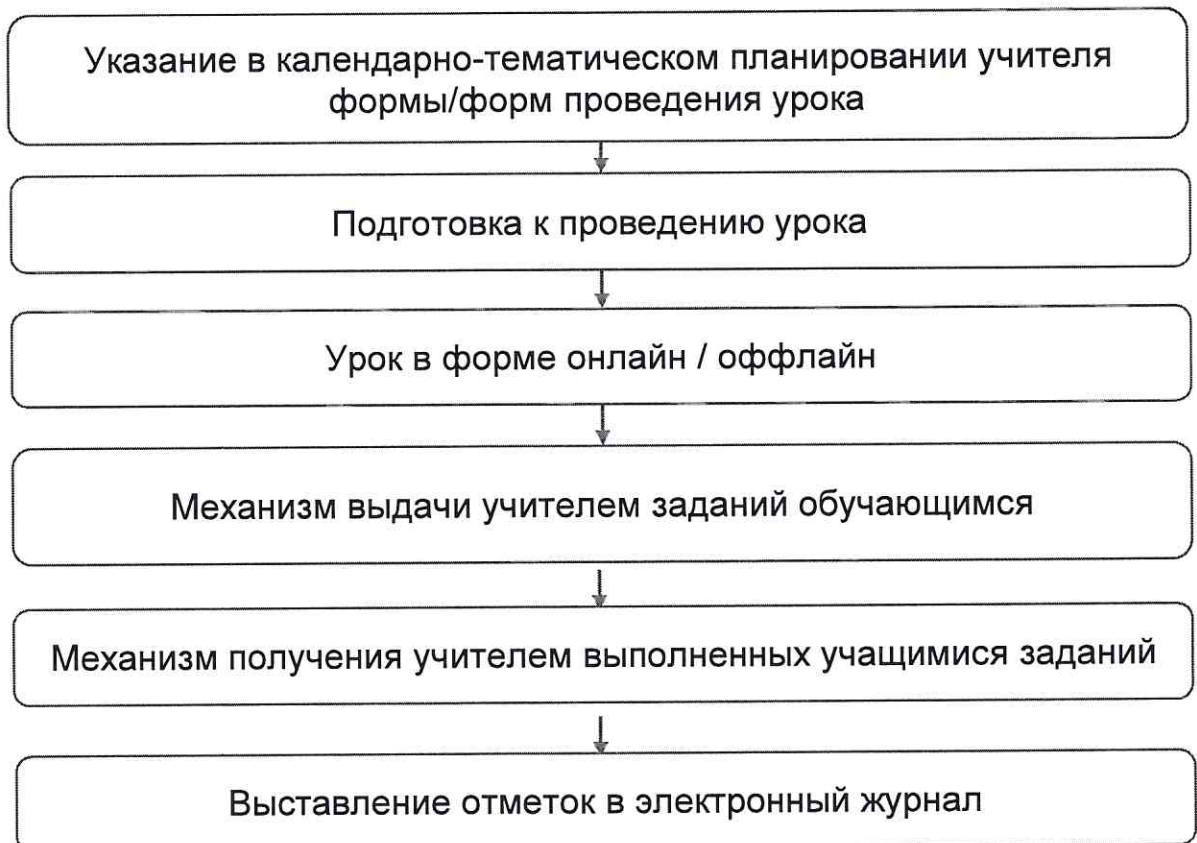 Указание в календарно-тематическом планировании учителя
формы/форм проведения урока
Подготовка к проведению урока
Урок в форме онлайн / оффлайн
Механизм выдачи учителем заданий обучающимся
Механизм получения учителем выполненных учащимися заданий
Выставление отметок в электронный журнал